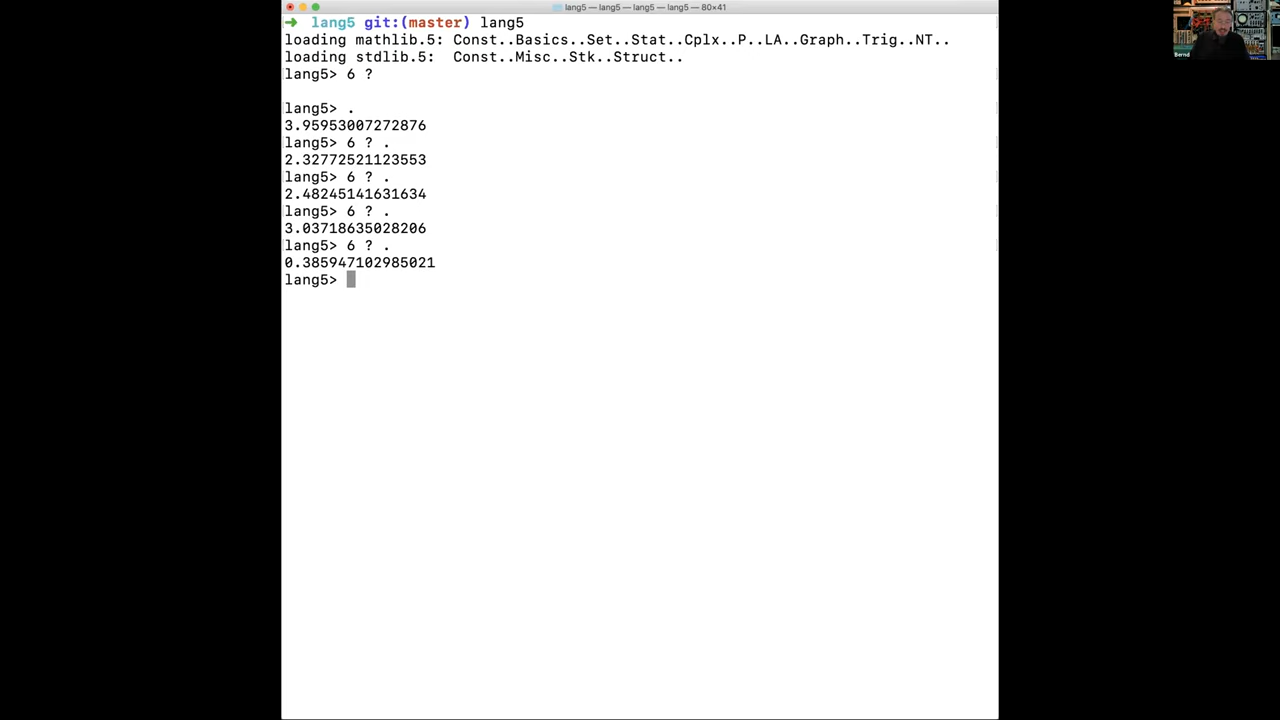 lang5 — lang5 — lang5 — lang5 — 80×41
➜ lang5 git:(master) lang5
loading mathlib.5: Const..Basics..Set..Stat..Cplx..P..LA..Graph..Trig..NT..
loading stdlib.5:  Const..Misc..Stk..Struct..
lang5> 6 ?
lang5> .
3.95953007272876
lang5> 6 ? .
2.32772521123553
lang5> 6 ? .
2.48245141631634
lang5> 6 ? .
3.03718635028206
lang5> 6 ? .
0.385947102985021
lang5>
Bernd